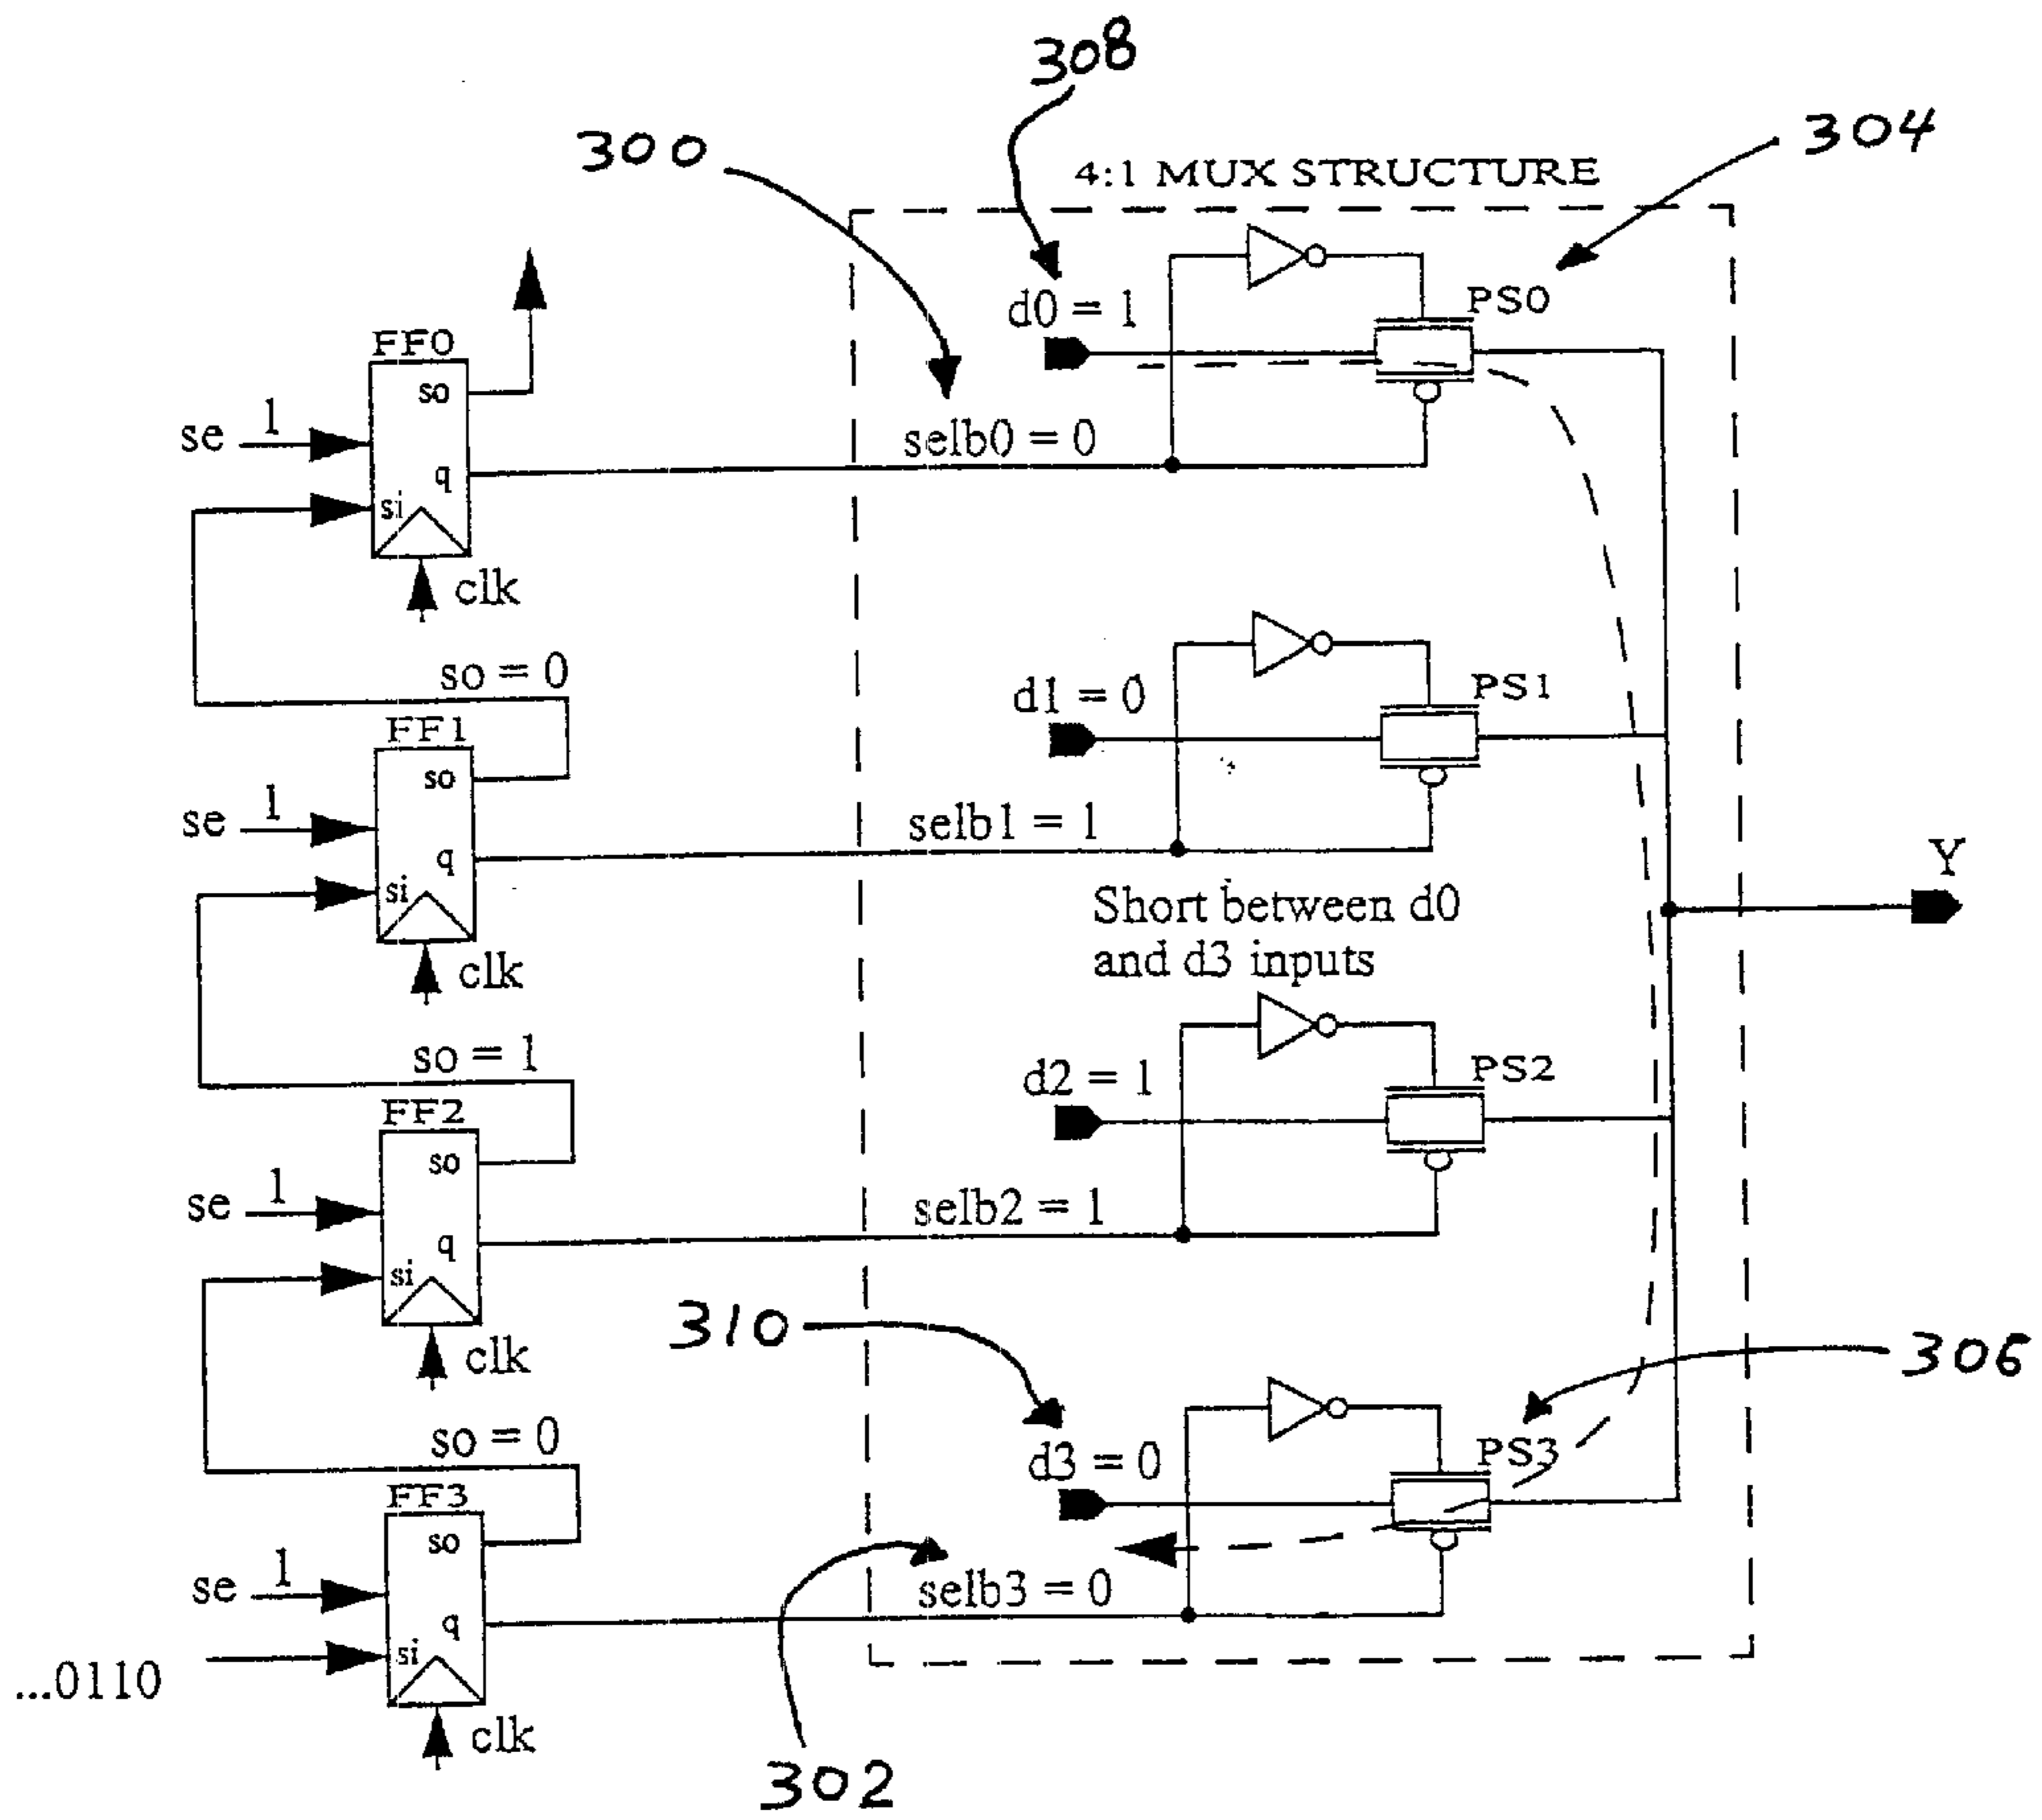 308
300
304
4:1 MUX STRUCTURE
d0 = 1
PS0
FF0
so
se 1
selb0 = 0
q
si
clk
so = 0
d1 = 0
PS1
FF1
so
se 1
selb1 = 1
q
si
Y
Short between d0
and d3 inputs
clk
so = 1
d2 = 1
PS2
FF2
so
se 1
selb2 = 1
q
si
310
306
clk
so = 0
d3 = 0
PS3
FF3
so
se 1
selb3 = 0
q
si
...0110
clk
302